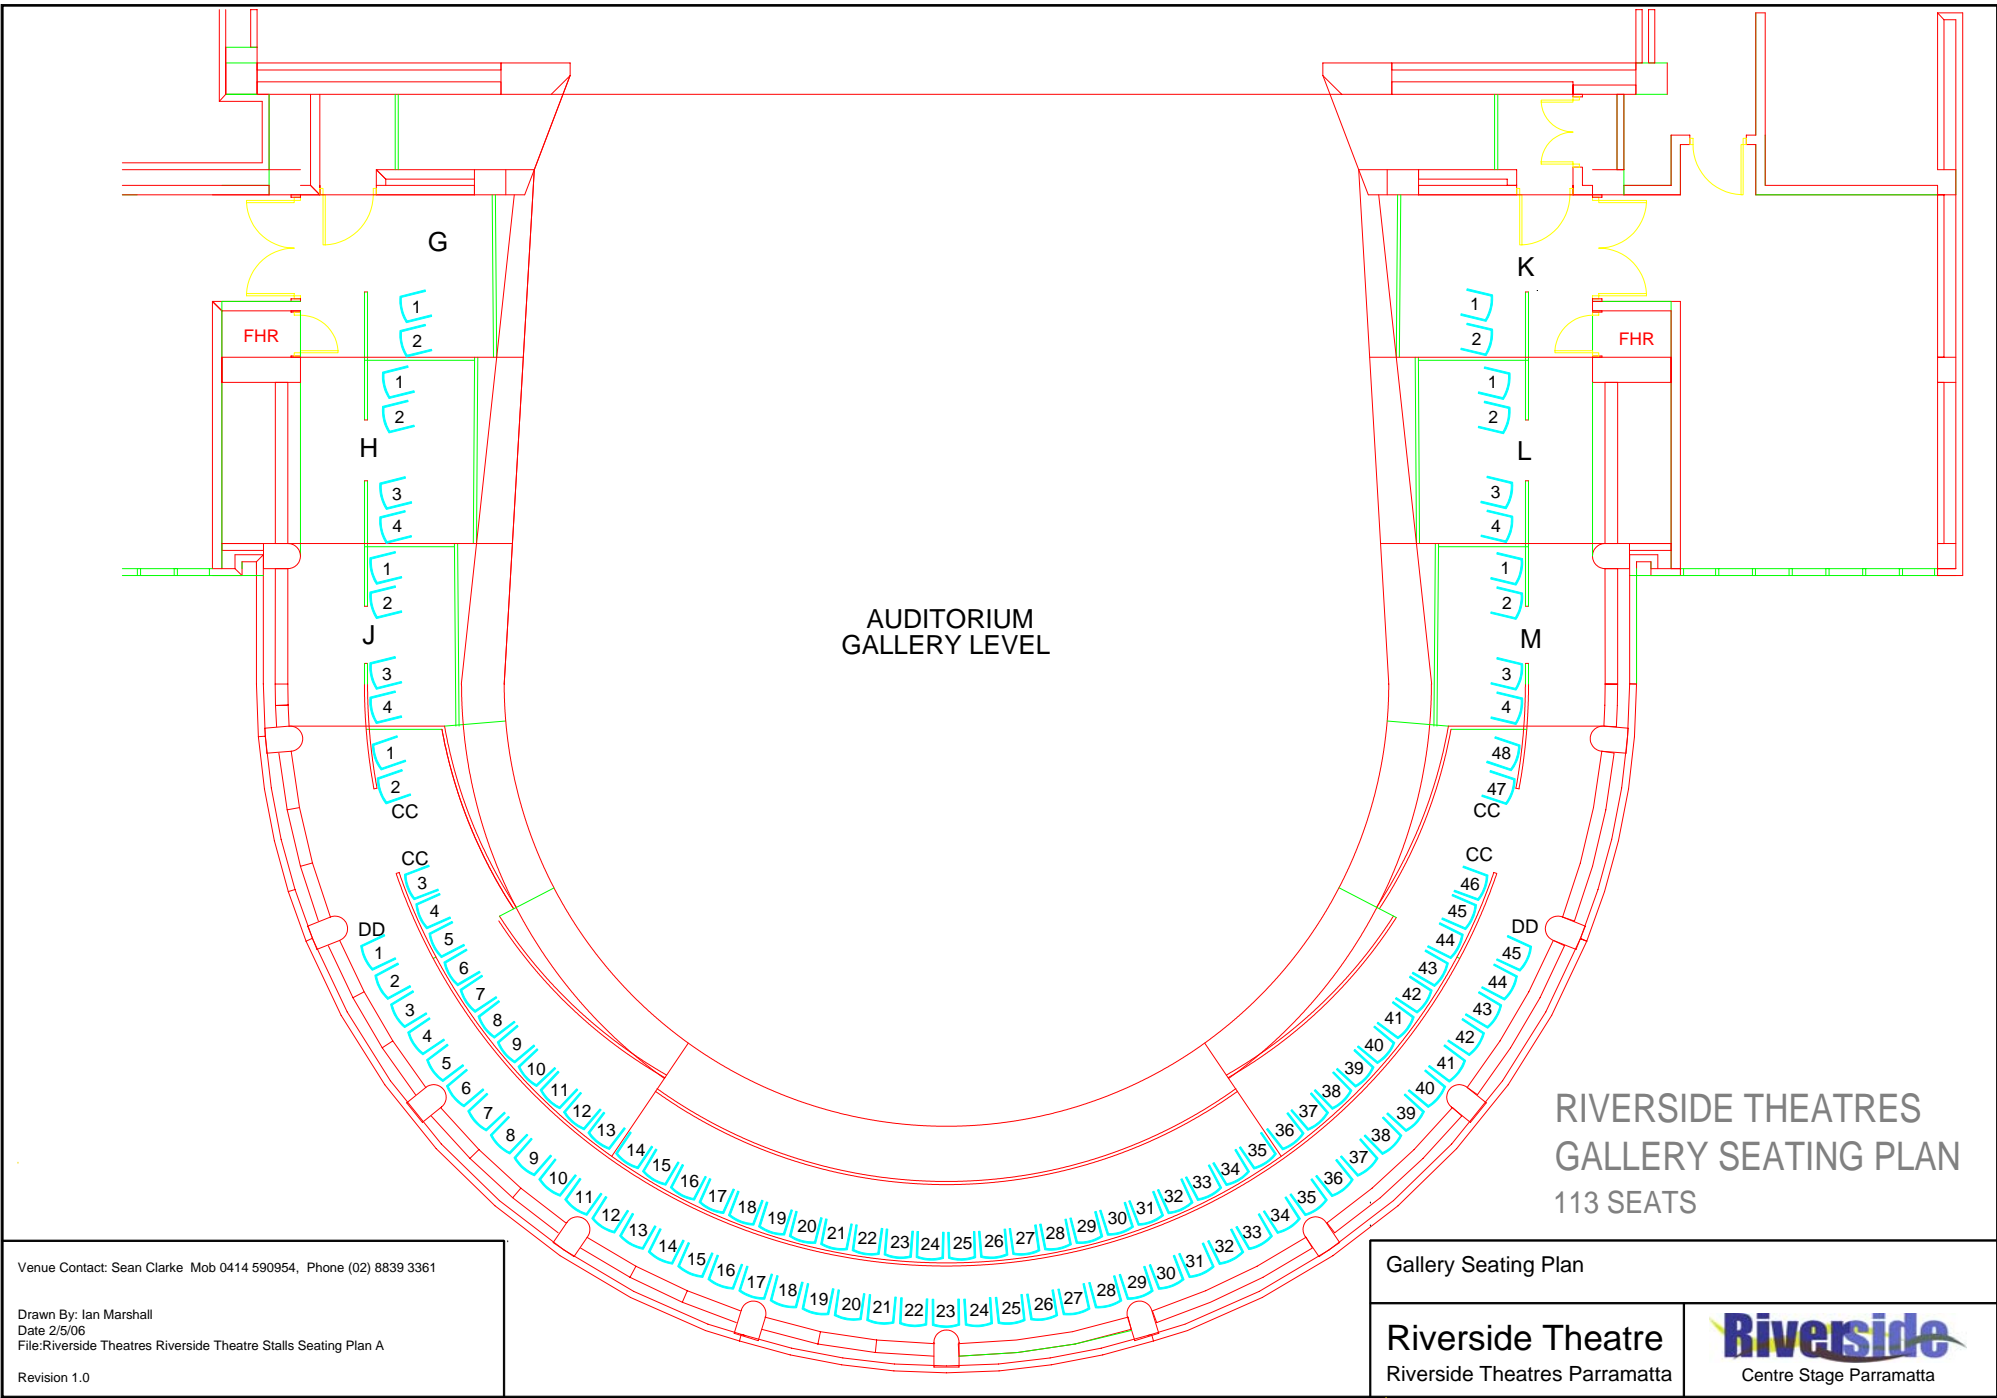 G
K
1
1
FHR
2
2
FHR
1
1
2
2
H
L
3
3
4
4
1
1
2
2
AUDITORIUM
GALLERY LEVEL
J
M
3
3
4
4
1
48
2
47
CC
CC
CC
CC
3 4 5 6 7 8 9 10 11 12 13 14 15 16 17 18 19 20 21 22 23 24 25 26 27 28 29 30 31 32 33 34 35 36 37 38 39 40 41 42 43 44 45 46
DD
DD
1 2 3 4 5 6 7 8 9 10 11 12 13 14 15 16 17 18 19 20 21 22 23 24 25 26 27 28 29 30 31 32 33 34 35 36 37 38 39 40 41 42 43 44 45
RIVERSIDE THEATRES
GALLERY SEATING PLAN
113 SEATS
Venue Contact: Sean Clarke Mob 0414 590954, Phone (02) 8839 3361
Drawn By: Ian Marshall
Date 2/5/06
File:Riverside Theatres Riverside Theatre Stalls Seating Plan A
Revision 1.0
Gallery Seating Plan
Riverside Theatre
Riverside Theatres Parramatta
Riverside
Centre Stage Parramatta